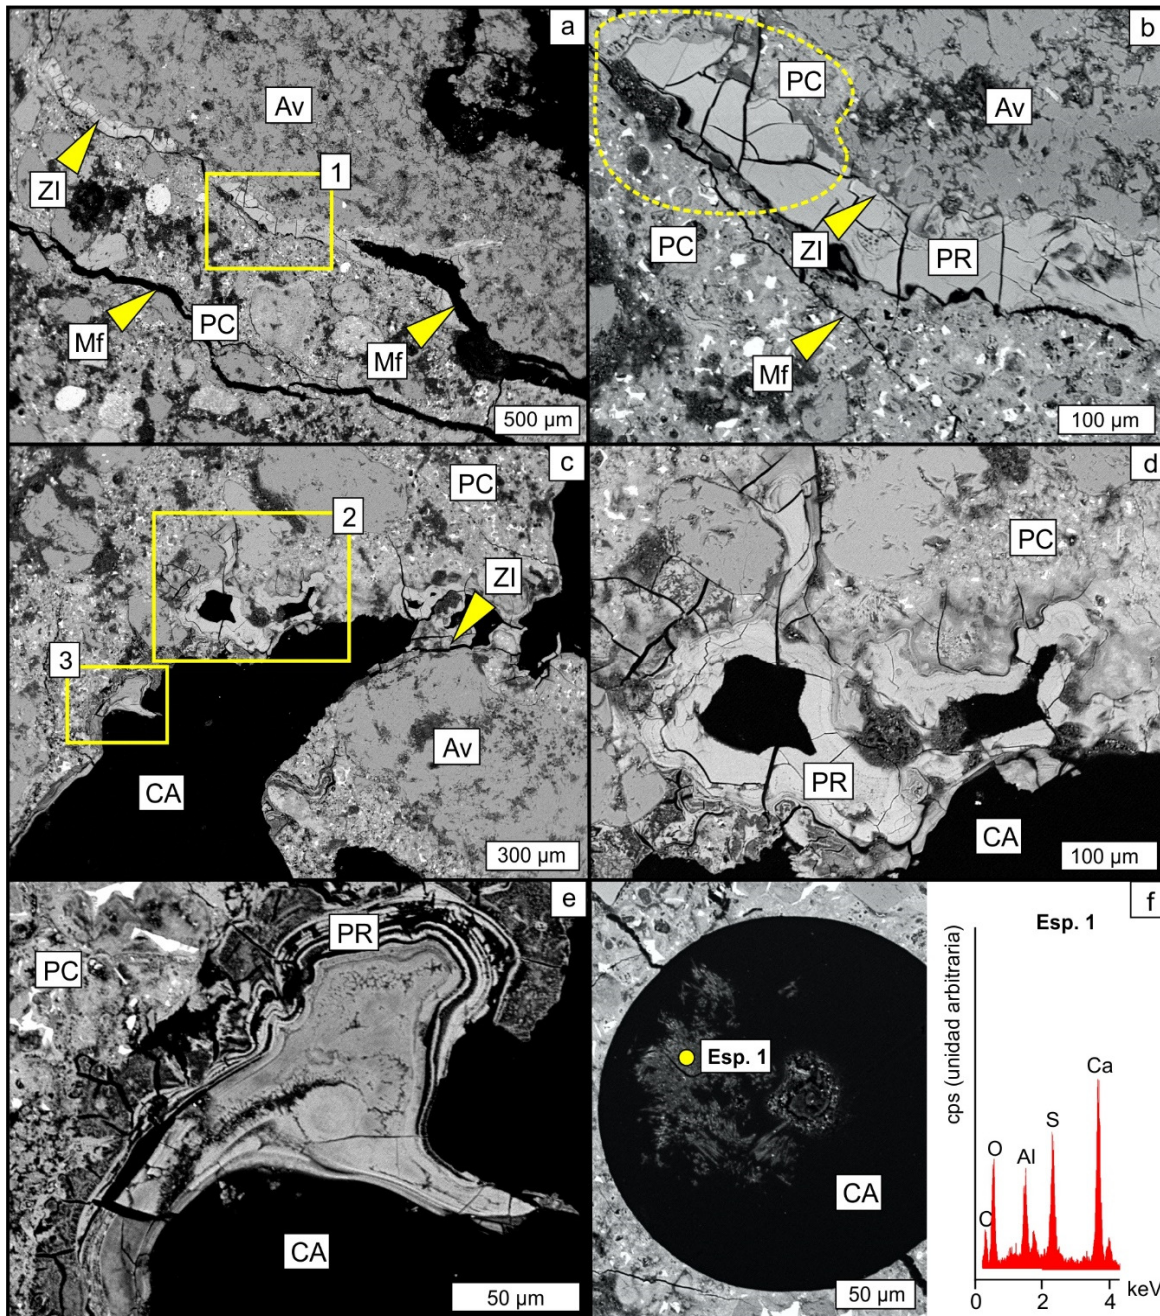 a
Av
ZI
1
Mf
PC
Mf
500 µm
b
PC
Av
PC
ZI
PR
Mf
100 µm
c
PC
2
ZI
3
Av
CA
300 µm
d
PC
PR
CA
100 µm
e
PR
PC
CA
50 µm
f
Esp. 1
CA
50 µm
Esp. 1
cps (unidad arbitraria)
Ca
S
O
Al
C
0 2 4 keV